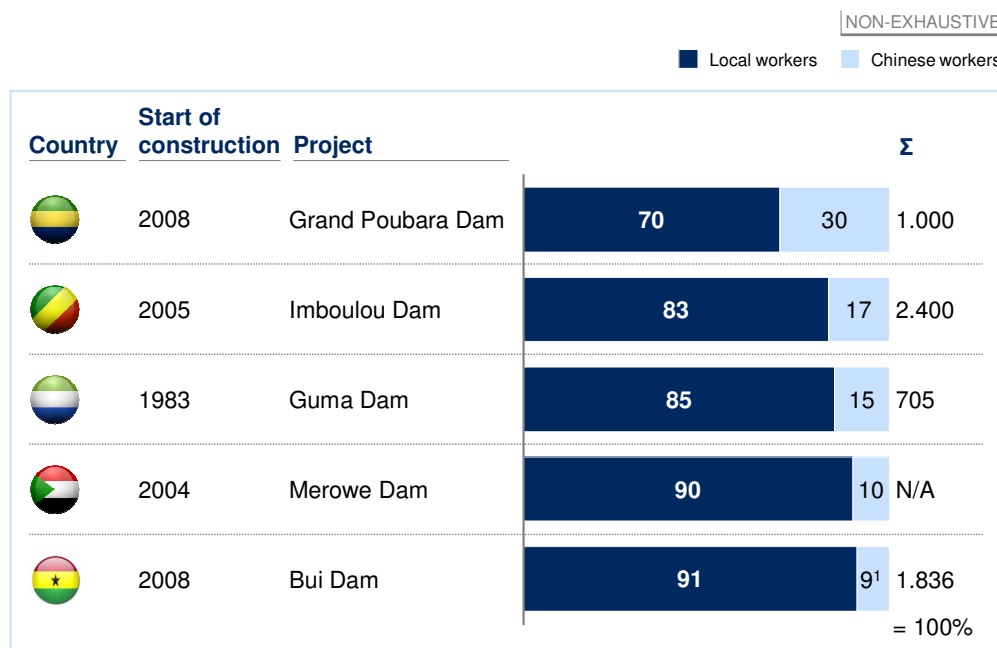 NON-EXHAUSTIVE
Local workers Chinese workers
Start of
Country construction Project Σ
2008 Grand Poubara Dam 70 30 1.000
2005 Imboulou Dam 83 17 2.400
1983 Guma Dam 85 15 705
2004 Merowe Dam 90 10 N/A
2008 Bui Dam 91 9¹ 1.836
= 100%